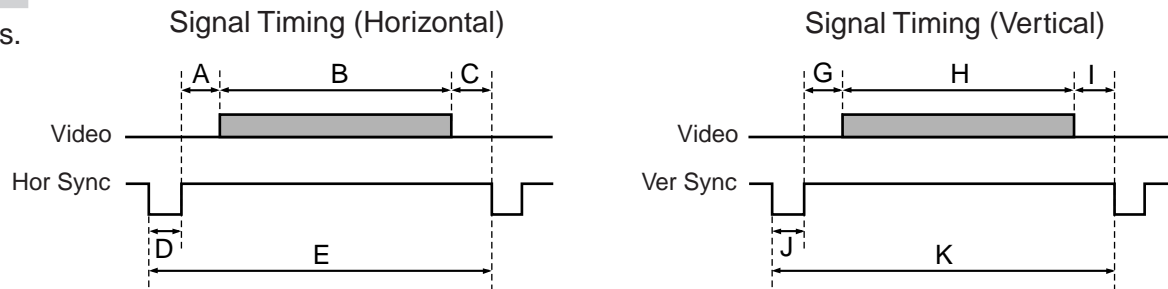 s.
Signal Timing (Horizontal)
A B C
Video
Hor Sync
D
E
Signal Timing (Vertical)
G H I
Video
Ver Sync
J
K